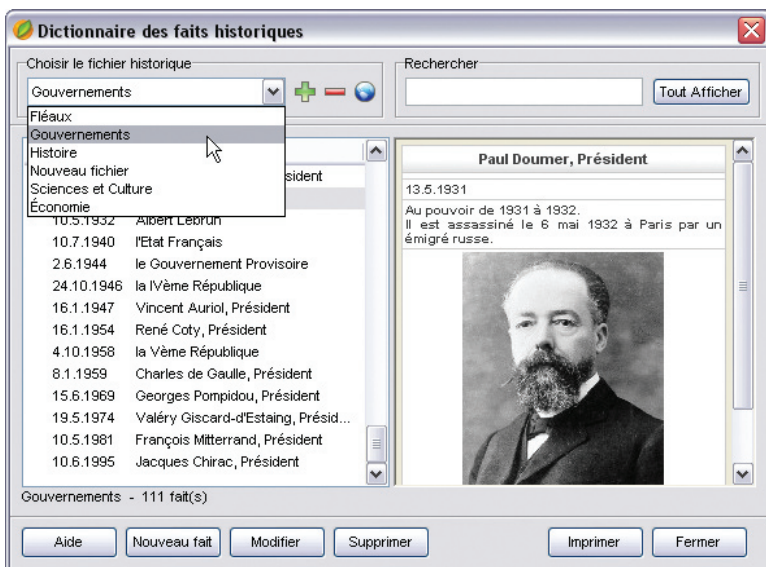 Dictionnaire des faits historiques
Choisir le fichier historique
Gouvernements
Rechercher
Tout Afficher
Fléaux
Gouvernements
Histoire
Nouveau fichier
Sciences et Culture
Économie
sident
10.5.1932 Albert Lebrun
10.7.1940 l'Etat Français
2.6.1944 le Gouvernement Provisoire
24.10.1946 la IVème République
16.1.1947 Vincent Auriol, Président
16.1.1954 René Coty, Président
4.10.1958 la Vème République
8.1.1959 Charles de Gaulle, Président
15.6.1969 Georges Pompidou, Président
19.5.1974 Valéry Giscard-d'Estaing, Présid...
10.5.1981 François Mitterrand, Président
10.6.1995 Jacques Chirac, Président
Gouvernements - 111 fait(s)
Paul Doumer, Président
13.5.1931
Au pouvoir de 1931 à 1932.
Il est assassiné le 6 mai 1932 à Paris par un
émigré russe.
Aide
Nouveau fait
Modifier
Supprimer
Imprimer
Fermer